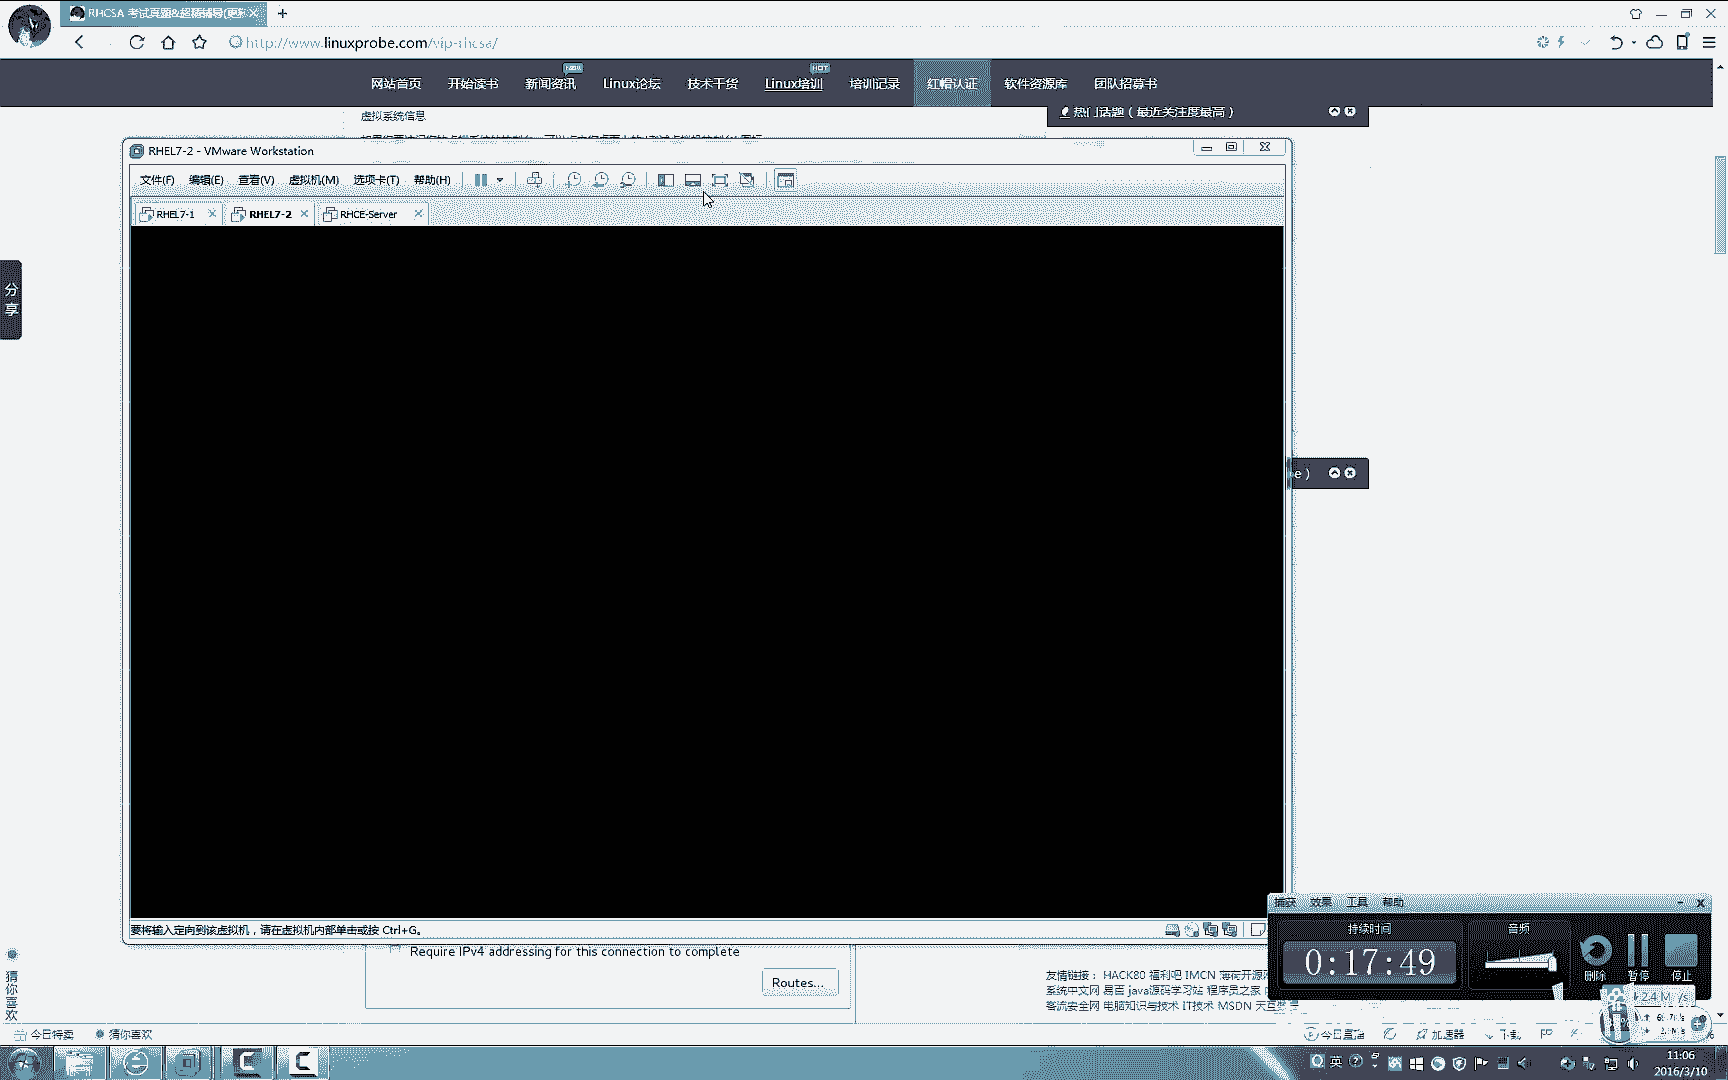 RHCSA 考试真题&超频辅导(更
http://www.linuxprobe.com/vip-rhcsa/
网站首页
开始读书
新闻资讯
NEW
Linux论坛
技术干货
Linux培训
HOT
培训记录
红帽认证
软件资源库
团队招募书
虚拟系统信息
热门话题（最近关注度最高）
RHEL7-2 - VMware Workstation
文件(F)
编辑(E)
查看(V)
虚拟机(M)
选项卡(T)
帮助(H)
RHEL7-1
RHEL7-2
RHCE-Server
分享
要将输入定向到该虚拟机，请在虚拟机内部单击或按 Ctrl+G。
Require IPv4 addressing for this connection to complete
Routes...
捕获 效果 工具 帮助
持续时间
0:17:49
音频
删除
暂停
停止
友情链接： HACK80 福利吧 IMCN 薄荷开源网
系统中文网 易百 java源码学习站 程序员之家
客流安全网 电脑知识与技术 IT技术 MSDN
猜你喜欢
今日特卖
猜你喜欢
今日直播
加速器
下载
英
11:06
2016/3/10